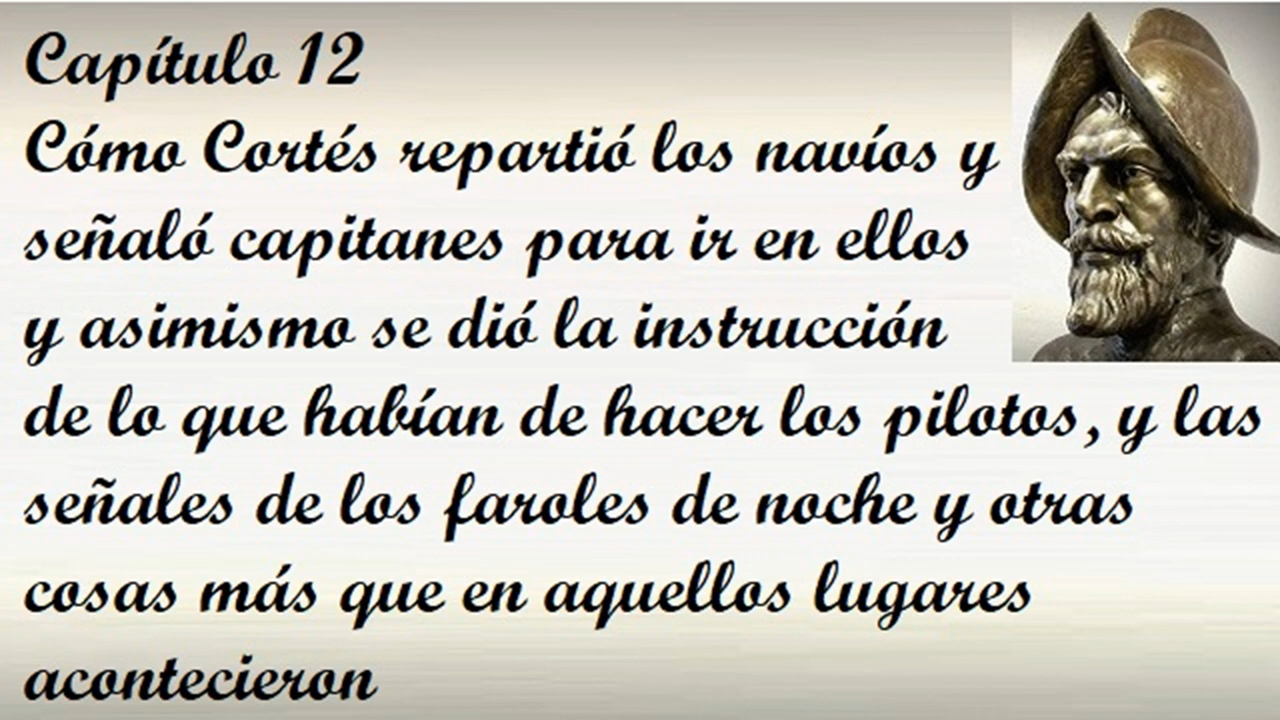 Capítulo 12
Cómo Cortés repartió los navíos y
señaló capitanes para ir en ellos
y asimismo se dió la instrucción
de lo que habían de hacer los pilotos, y las
señales de los faroles de noche y otras
cosas más que en aquellos lugares
acontecieron